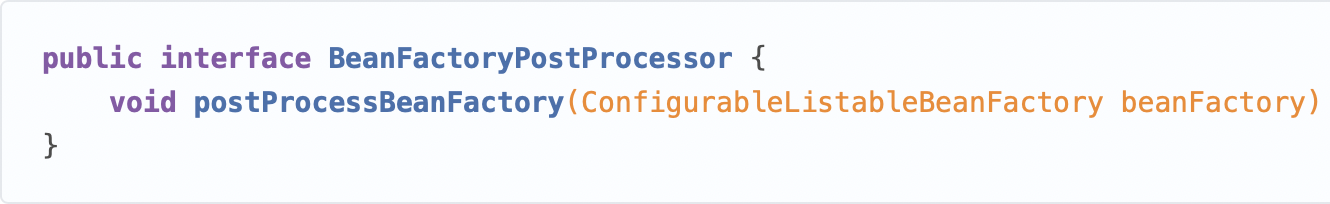 public interface BeanFactoryPostProcessor {
    void postProcessBeanFactory(ConfigurableListableBeanFactory beanFactory)
}